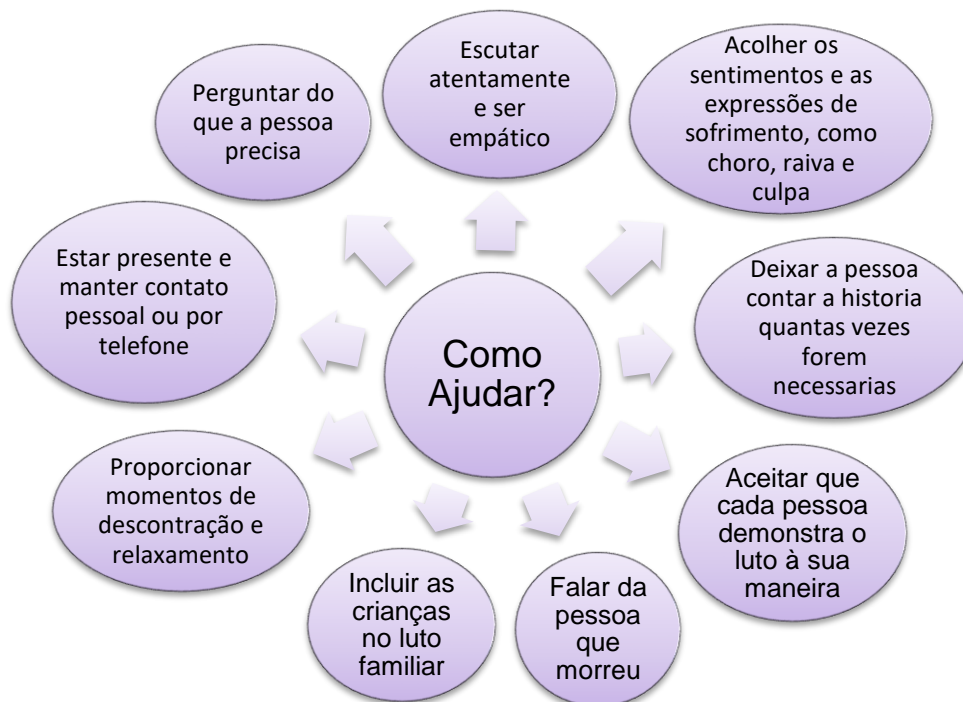 Como
Ajudar?
Escutar
atentamente
e ser
empático
Acolher os
sentimentos e as
expressões de
sofrimento, como
choro, raiva e
culpa
Deixar a pessoa
contar a historia
quantas vezes
forem
necessarias
Aceitar que
cada pessoa
demonstra o
luto à sua
maneira
Falar da
pessoa
que
morreu
Incluir as
crianças
no luto
familiar
Proporcionar
momentos de
descontração e
relaxamento
Estar presente e
manter contato
pessoal ou por
telefone
Perguntar do
que a pessoa
precisa